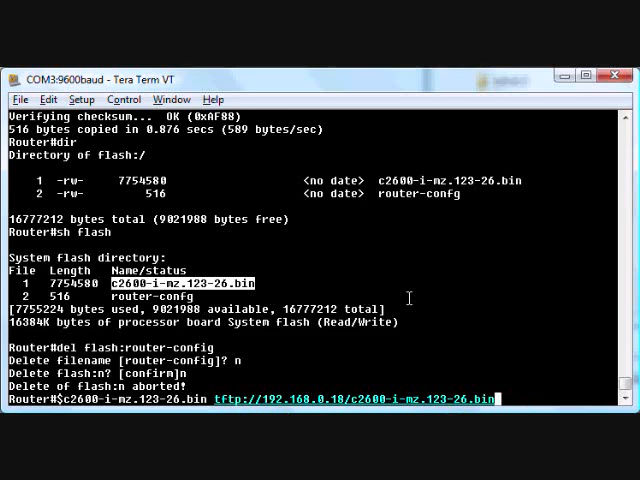 COM3:9600baud - Tera Term VT
File Edit Setup Control Window Help
Verifying checksum... OK (0xAF88)
516 bytes copied in 0.876 secs (589 bytes/sec)
Router#dir
Directory of flash:/
1 -rw- 7754580 <no date> c2600-i-mz.123-26.bin
2 -rw- 516 <no date> router-confg
16777212 bytes total (9021988 bytes free)
Router#sh flash
System flash directory:
File Length Name/status
1 7754580 c2600-i-mz.123-26.bin
2 516 router-confg
[7755224 bytes used, 9021988 available, 16777212 total]
16384K bytes of processor board System flash (Read/Write)
Router#del flash:router-config
Delete filename [router-config]? n
Delete flash:n? [confirm]n
Delete of flash:n aborted!
Router#$c2600-i-mz.123-26.bin tftp://192.168.0.18/c2600-i-mz.123-26.bin